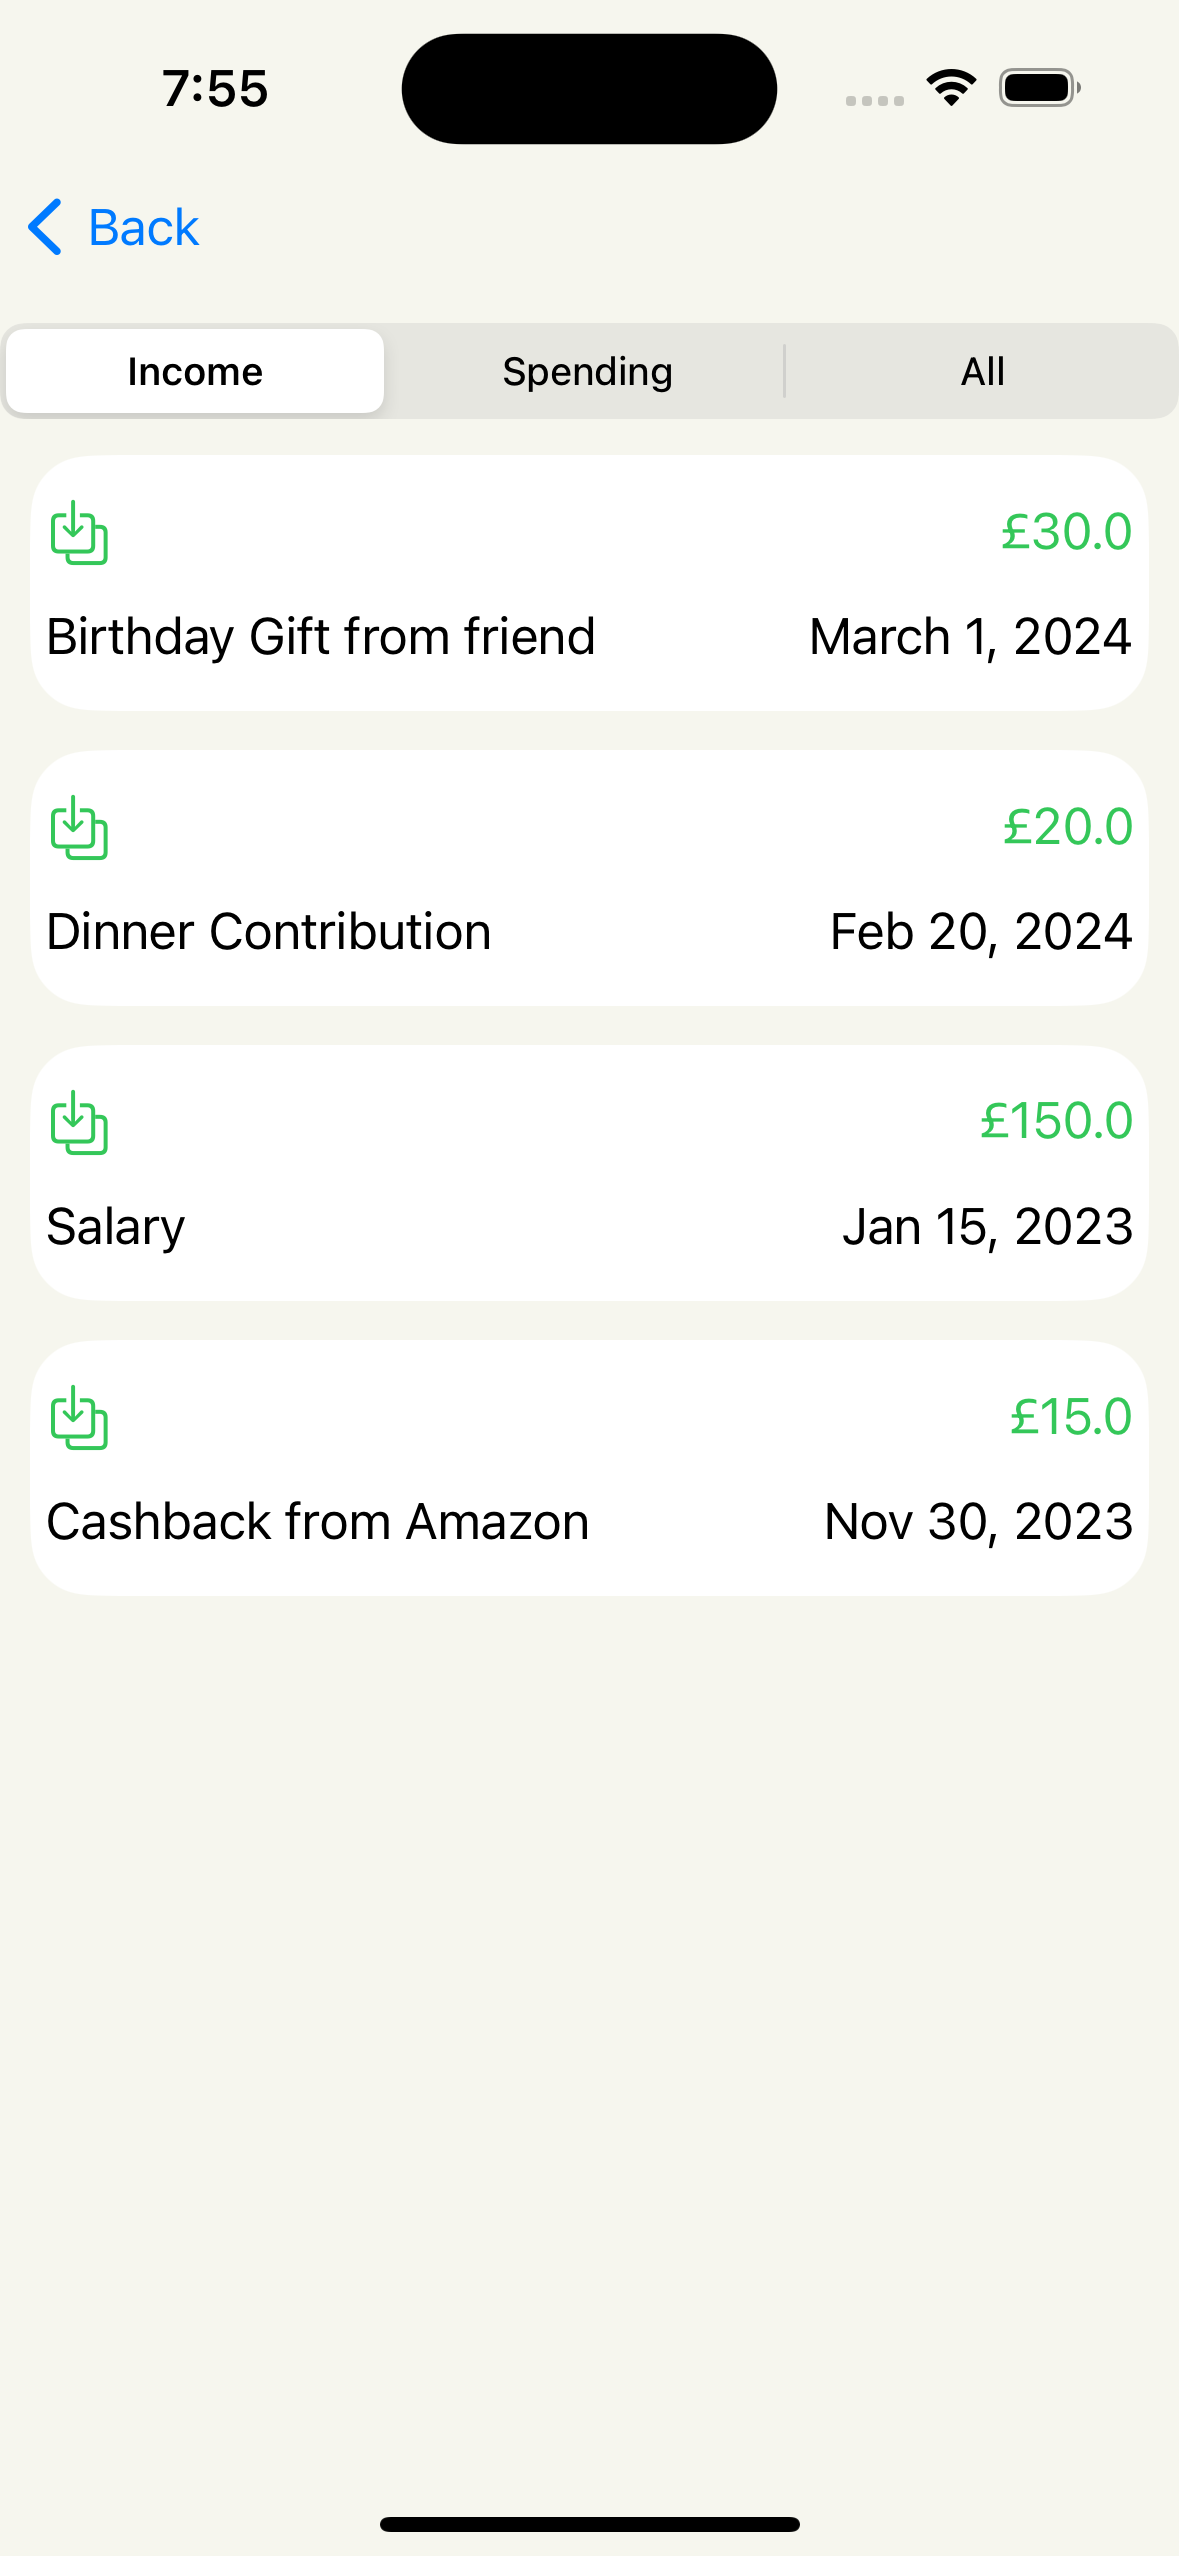 7:55
Back
Income Spending All
£30.0
Birthday Gift from friend March 1, 2024
£20.0
Dinner Contribution Feb 20, 2024
£150.0
Salary Jan 15, 2023
£15.0
Cashback from Amazon Nov 30, 2023